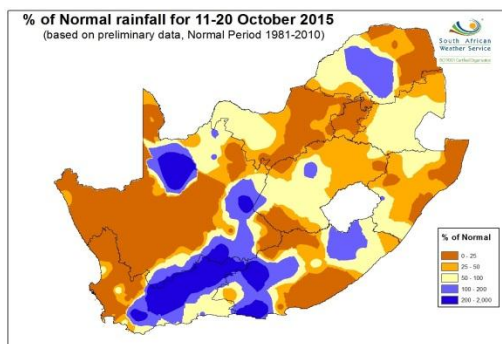 % of Normal rainfall for 11-20 October 2015
(based on preliminary data, Normal Period 1981-2010)
South African
Weather Service
% of Normal
0 - 25
25 - 50
50 - 100
100 - 200
200 - 2,000